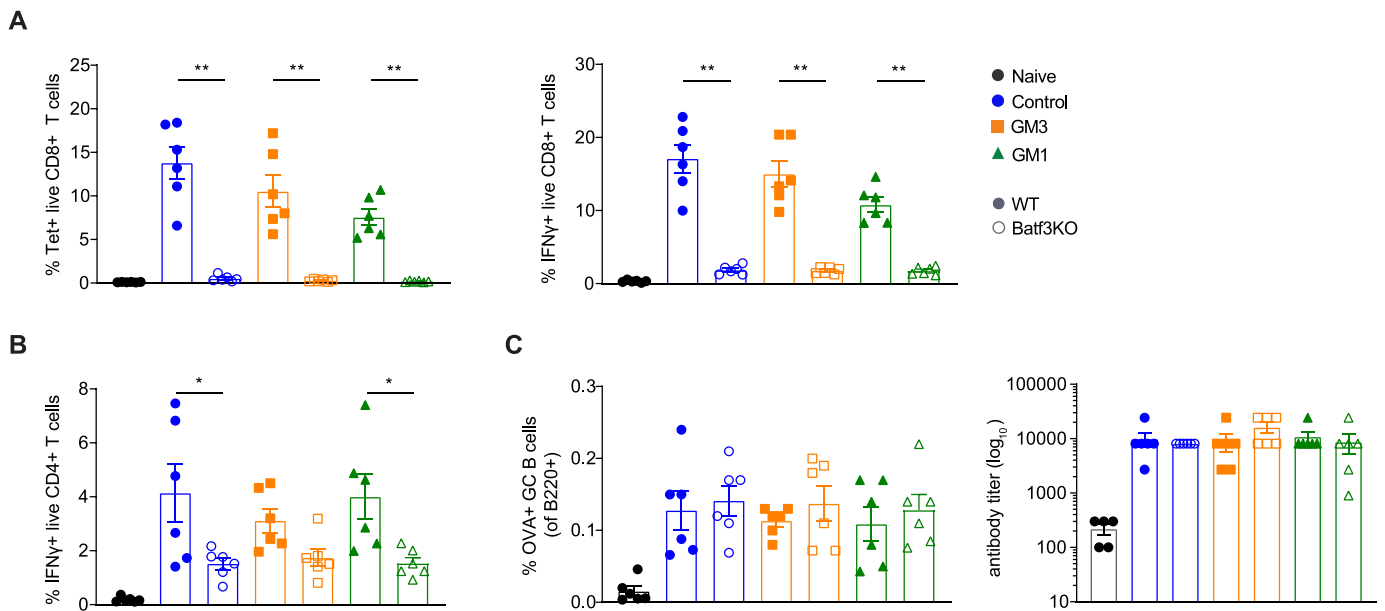 A
% Tet+ live CD8+ T cells
25
20
15
10
5
0
**
**
**
% IFNγ+ live CD8+ T cells
30
20
10
0
**
**
**
Naive
Control
GM3
GM1
WT
Batf3KO
B
% IFNγ+ live CD4+ T cells
8
6
4
2
0
*
*
C
% OVA+ GC B cells
(of B220+)
0.3
0.2
0.1
0.0
antibody titer (log10)
100000
10000
1000
100
10